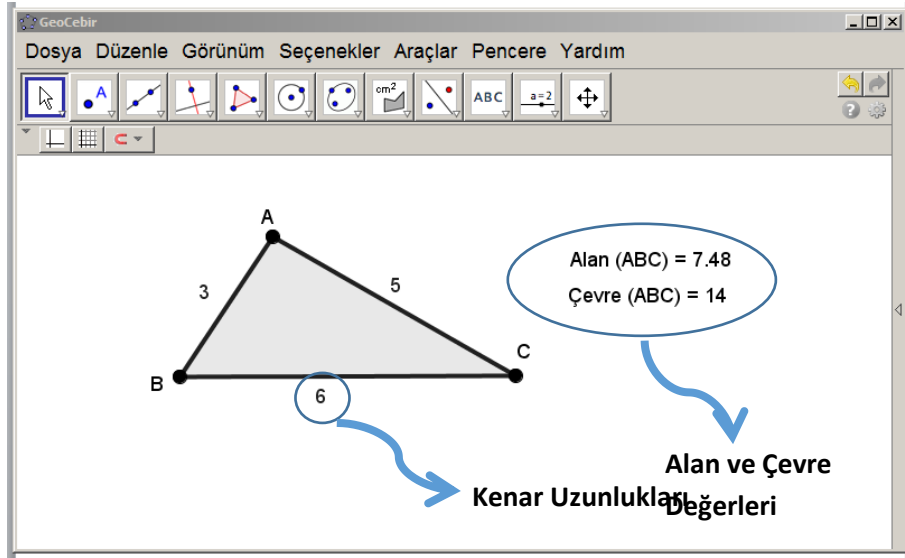 GeoCebir
Dosya Düzenle Görünüm Seçenekler Araçlar Pencere Yardım
A
cm2
ABC
a=2
A
3
5
B
C
6
Alan (ABC) = 7.48
Çevre (ABC) = 14
Alan ve Çevre
Değerleri
Kenar Uzunlukları